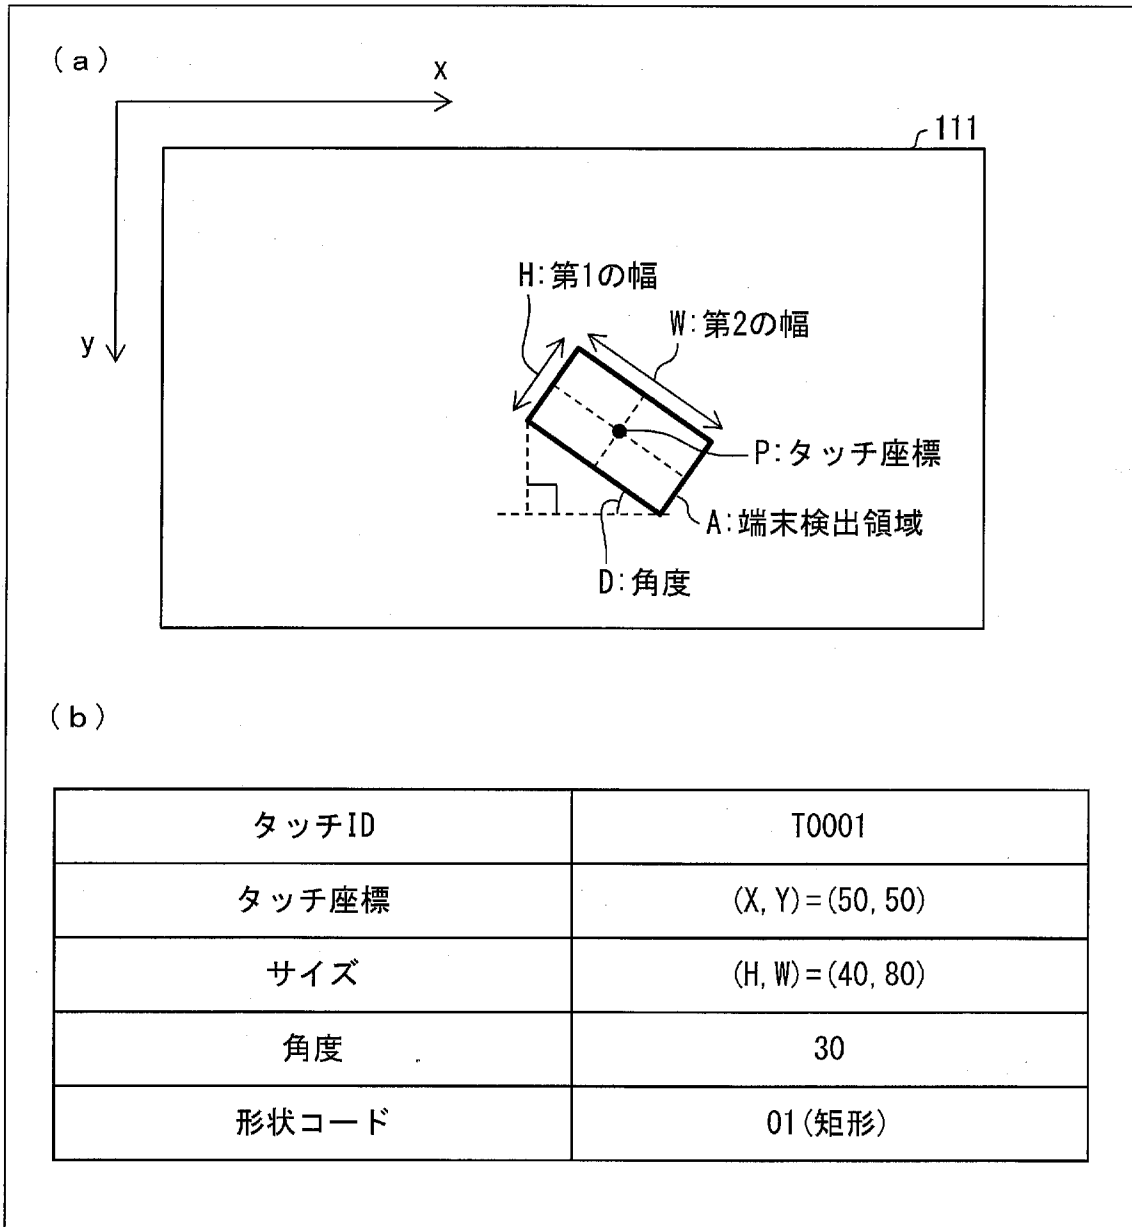 (a)
x
111
y
H:第1の幅
W:第2の幅
P:タッチ座標
A:端末検出領域
D:角度
(b)
タッチID T0001
タッチ座標 (X,Y)=(50,50)
サイズ (H,W)=(40,80)
角度 30
形状コード 01(矩形)